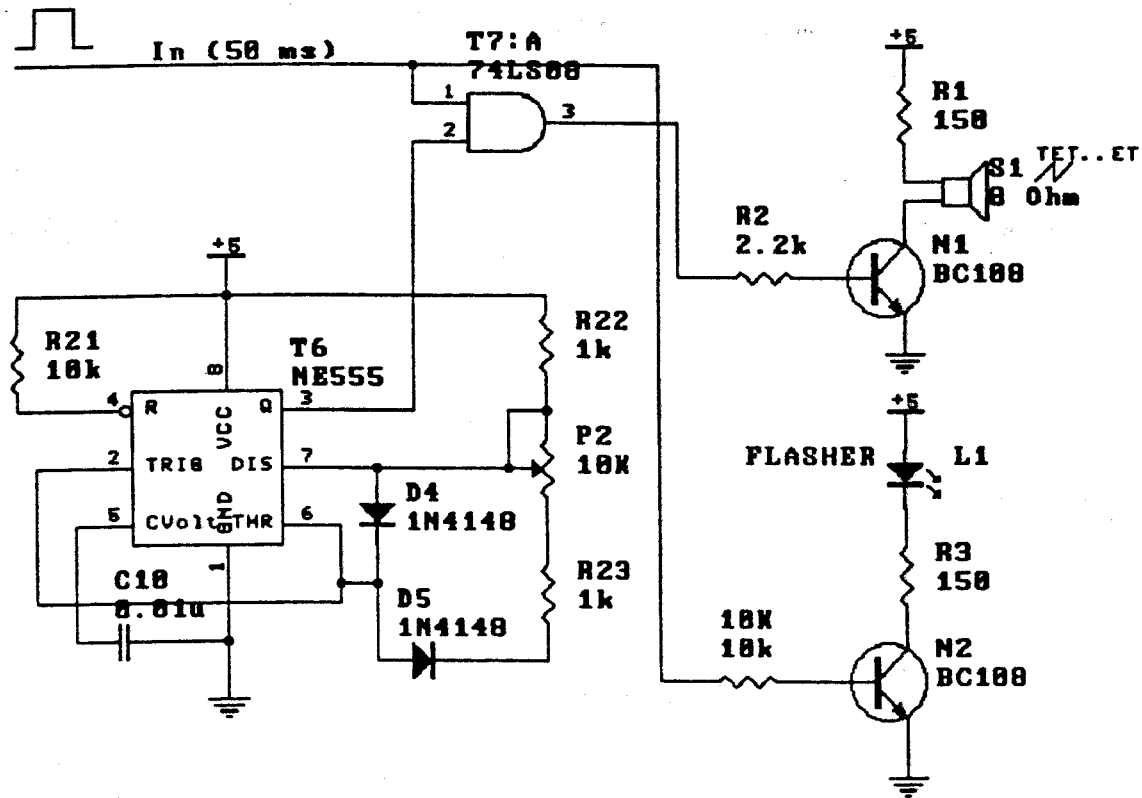 In (50 ms)
T7:A
74LS08
1
2
3
+5
R1
150
S1
TET..ET
8 Ohm
R2
2.2k
N1
BC108
+5
R21
10k
T6
NE555
8
R22
1k
4
R
VCC
Q
3
P2
10K
2
TRIG
DIS
7
D4
1N4148
5
CVolt
GND
THR
6
1
C10
0.01u
D5
1N4148
R23
1k
+5
FLASHER
L1
R3
150
10K
10k
N2
BC108